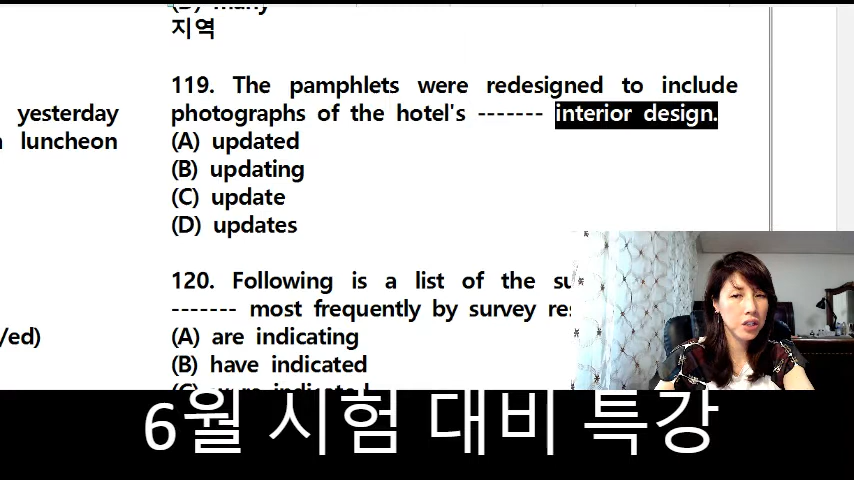 지역
119. The pamphlets were redesigned to include
photographs of the hotel's ------- interior design.
(A) updated
(B) updating
(C) update
(D) updates
120. Following is a list of the
------- most frequently by survey
(A) are indicating
(B) have indicated
yesterday
luncheon
/ed)
6월 시험 대비 특강